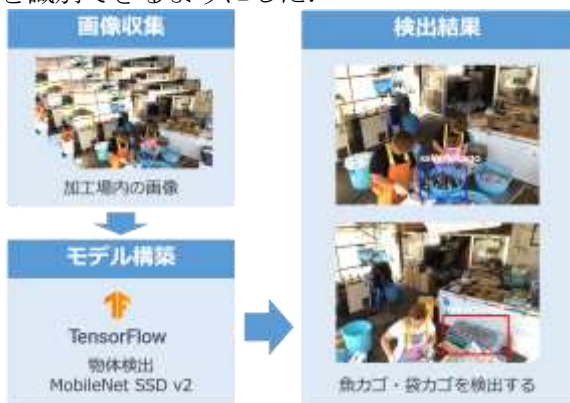 を識別できるようにした.
画像収集
加工場内の画像
モデル構築
TensorFlow
物体検出
MobileNet SSD v2
検出結果
魚カゴ・袋カゴを検出する